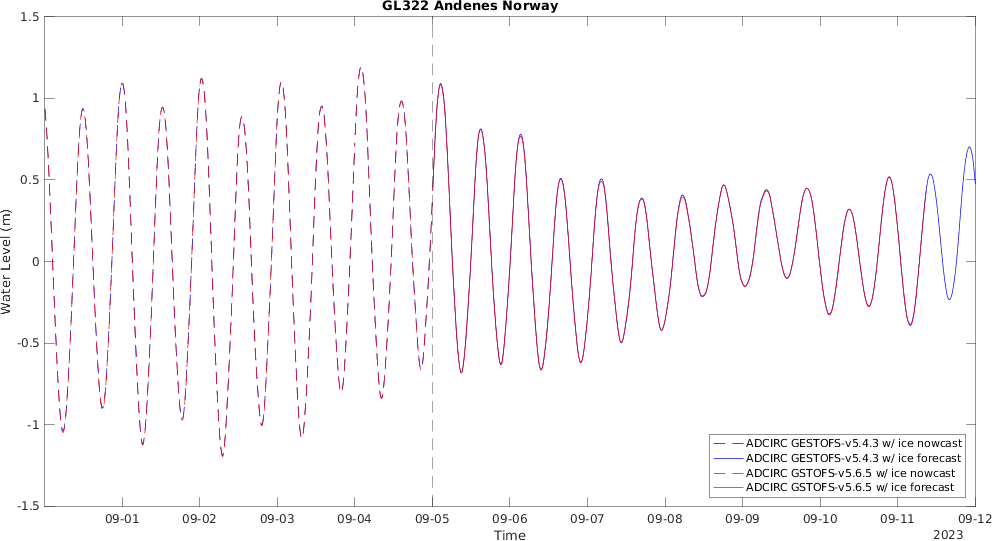 GL322 Andenes Norway
1.5
1
0.5
0
-0.5
-1
-1.5
Water Level (m)
09-01 09-02 09-03 09-04 09-05 09-06 09-07 09-08 09-09 09-10 09-11 09-12
Time
2023
ADCIRC GESTOFS-v5.4.3 w/ ice nowcast
ADCIRC GESTOFS-v5.4.3 w/ ice forecast
ADCIRC GSTOFS-v5.6.5 w/ ice nowcast
ADCIRC GSTOFS-v5.6.5 w/ ice forecast